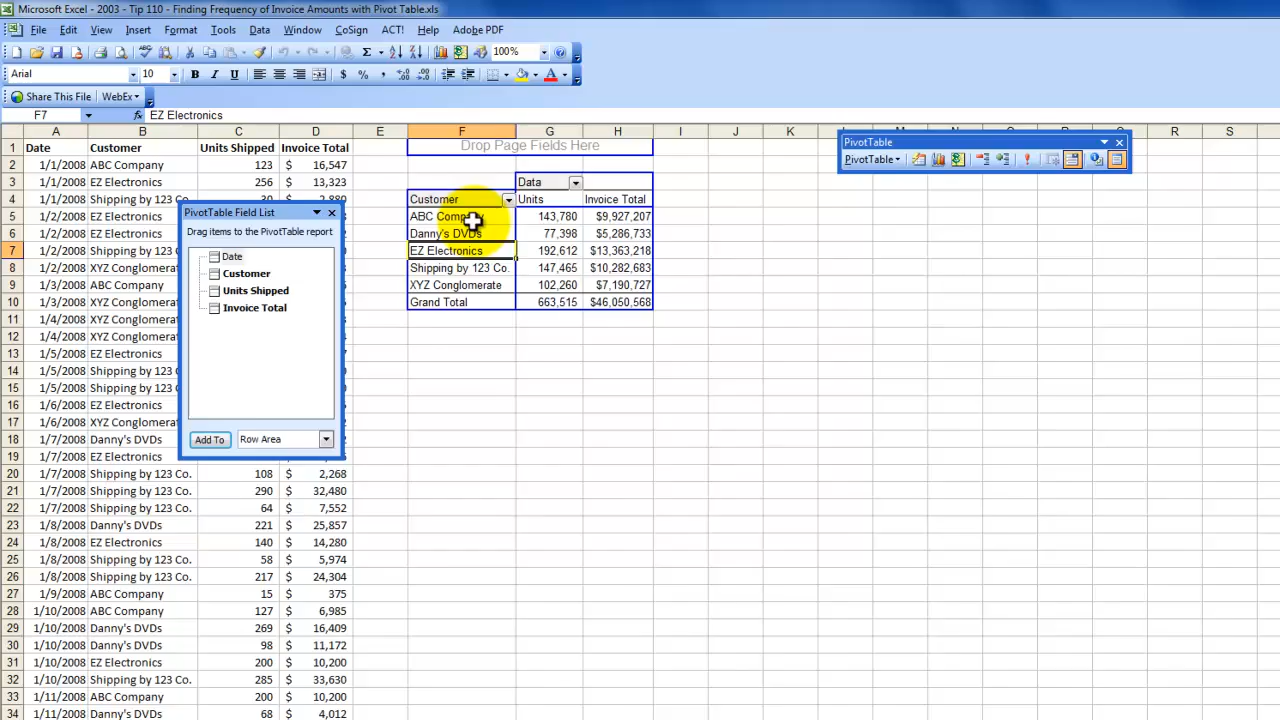 Microsoft Excel - 2003 - Tip 110 - Finding Frequency of Invoice Amounts with Pivot Table.xls
File Edit View Insert Format Tools Data Window CoSign ACT! Help Adobe PDF
100%
Arial 10 B I U $ % ,
Share This File WebEx
F7 fx EZ Electronics
A B C D E F G H I J K L M N O P Q R S
1 Date Customer Units Shipped Invoice Total Drop Page Fields Here
PivotTable
PivotTable
2 1/1/2008 ABC Company 123 $ 16,547
3 1/1/2008 EZ Electronics 256 $ 13,323 Data
4 1/1/2008 Shipping by 123 Co. 30 $ 2,880 Customer Units Invoice Total
5 1/2/2008 EZ Electronics ABC Company 143,780 $9,927,207
6 1/2/2008 EZ Electronics Danny's DVDs 77,398 $5,286,733
7 1/2/2008 Shipping by 123 EZ Electronics 192,612 $13,363,218
8 1/2/2008 XYZ Conglomerat Shipping by 123 Co. 147,465 $10,282,683
9 1/3/2008 ABC Company XYZ Conglomerate 102,260 $7,190,727
10 1/3/2008 XYZ Conglomerat Grand Total 663,515 $46,050,568
11 1/4/2008 XYZ Conglomerat
12 1/4/2008 XYZ Conglomerat
13 1/5/2008 EZ Electronics
14 1/5/2008 Shipping by 123
15 1/5/2008 Shipping by 123
16 1/6/2008 EZ Electronics
17 1/6/2008 XYZ Conglomerat
18 1/7/2008 Danny's DVDs
19 1/7/2008 EZ Electronics
PivotTable Field List
Drag items to the PivotTable report
Date
Customer
Units Shipped
Invoice Total
Add To Row Area
20 1/7/2008 Shipping by 123 Co. 108 $ 2,268
21 1/7/2008 Shipping by 123 Co. 290 $ 32,480
22 1/7/2008 Shipping by 123 Co. 64 $ 7,552
23 1/8/2008 Danny's DVDs 221 $ 25,857
24 1/8/2008 EZ Electronics 140 $ 14,280
25 1/8/2008 Shipping by 123 Co. 58 $ 5,974
26 1/8/2008 Shipping by 123 Co. 217 $ 24,304
27 1/9/2008 ABC Company 15 $ 375
28 1/10/2008 ABC Company 127 $ 6,985
29 1/10/2008 Danny's DVDs 269 $ 16,409
30 1/10/2008 Danny's DVDs 98 $ 11,172
31 1/10/2008 EZ Electronics 200 $ 10,200
32 1/10/2008 Shipping by 123 Co. 285 $ 33,630
33 1/11/2008 ABC Company 200 $ 10,200
34 1/11/2008 Danny's DVDs 68 $ 4,012